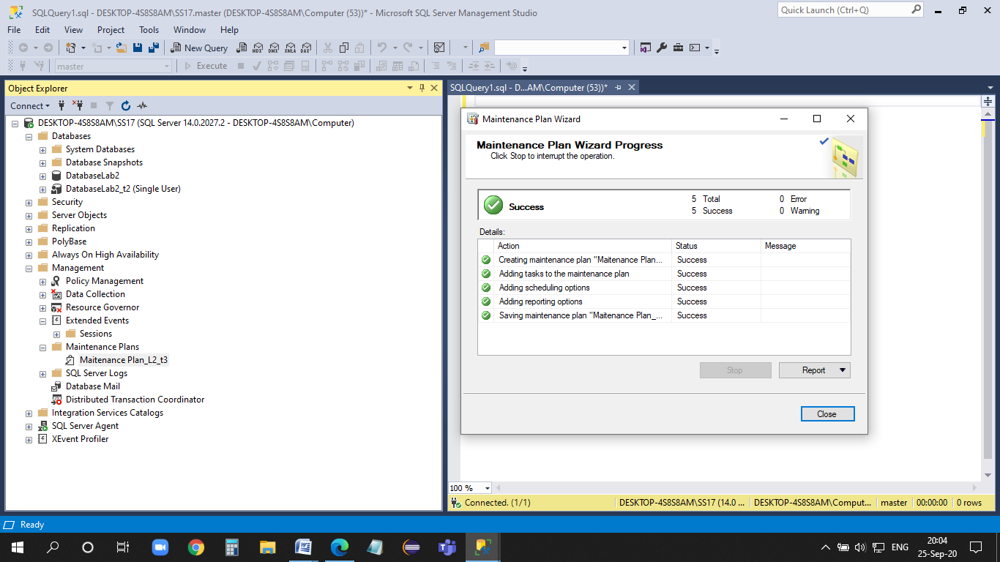 SQLQuery1.sql - DESKTOP-4S8S8AM\SS17.master (DESKTOP-4S8S8AM\Computer (53))* - Microsoft SQL Server Management Studio
Quick Launch (Ctrl+Q)
File Edit View Project Tools Window Help
New Query
MDX DMX XMLA DAX
master
Execute
Object Explorer
SQLQuery1.sql - D...AM\Computer (53))*
Connect
DESKTOP-4S8S8AM\SS17 (SQL Server 14.0.2027.2 - DESKTOP-4S8S8AM\Computer)
Databases
System Databases
Database Snapshots
DatabaseLab2
DatabaseLab2_t2 (Single User)
Security
Server Objects
Replication
PolyBase
Always On High Availability
Management
Policy Management
Data Collection
Resource Governor
Extended Events
Sessions
Maintenance Plans
Maitenance Plan_L2_t3
SQL Server Logs
Database Mail
Distributed Transaction Coordinator
Integration Services Catalogs
SQL Server Agent
XEvent Profiler
Maintenance Plan Wizard
Maintenance Plan Wizard Progress
Click Stop to interrupt the operation.
Success
5 Total 0 Error
5 Success 0 Warning
Details:
Action Status Message
Creating maintenance plan "Maitenance Plan... Success
Adding tasks to the maintenance plan Success
Adding scheduling options Success
Adding reporting options Success
Saving maintenance plan "Maitenance Plan_... Success
Stop Report
Close
100 %
Connected. (1/1) DESKTOP-4S8S8AM\SS17 (14.0 ... DESKTOP-4S8S8AM\Comput... master 00:00:00 0 rows
Ready
ENG
20:04
25-Sep-20